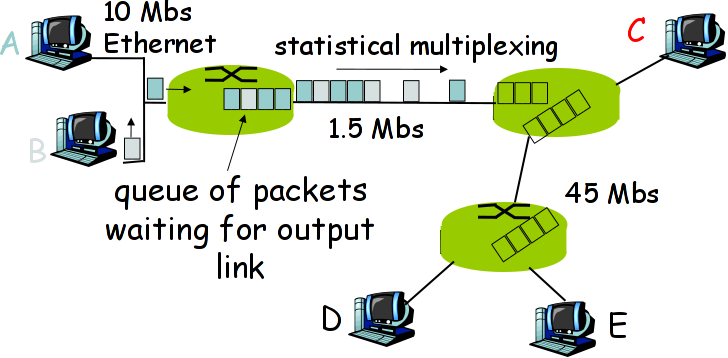 A
10 Mbs
Ethernet
statistical multiplexing
C
B
1.5 Mbs
queue of packets
waiting for output
link
45 Mbs
D
E